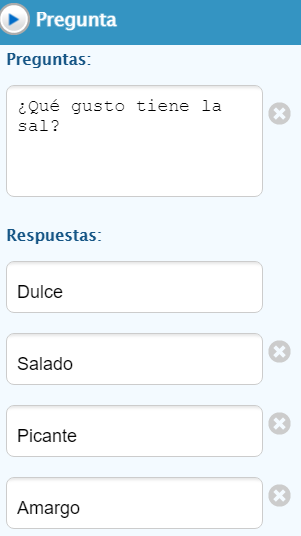 Pregunta
Preguntas:
¿Qué gusto tiene la
sal?
Respuestas:
Dulce
Salado
Picante
Amargo